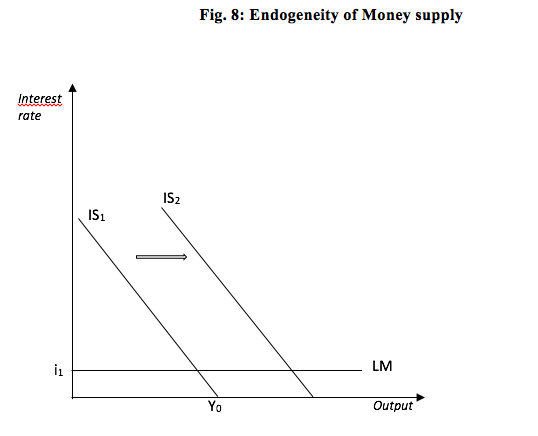 Fig. 8: Endogeneity of Money supply
Interest
rate
IS₂
IS₁
i₁
LM
Y₀
Output